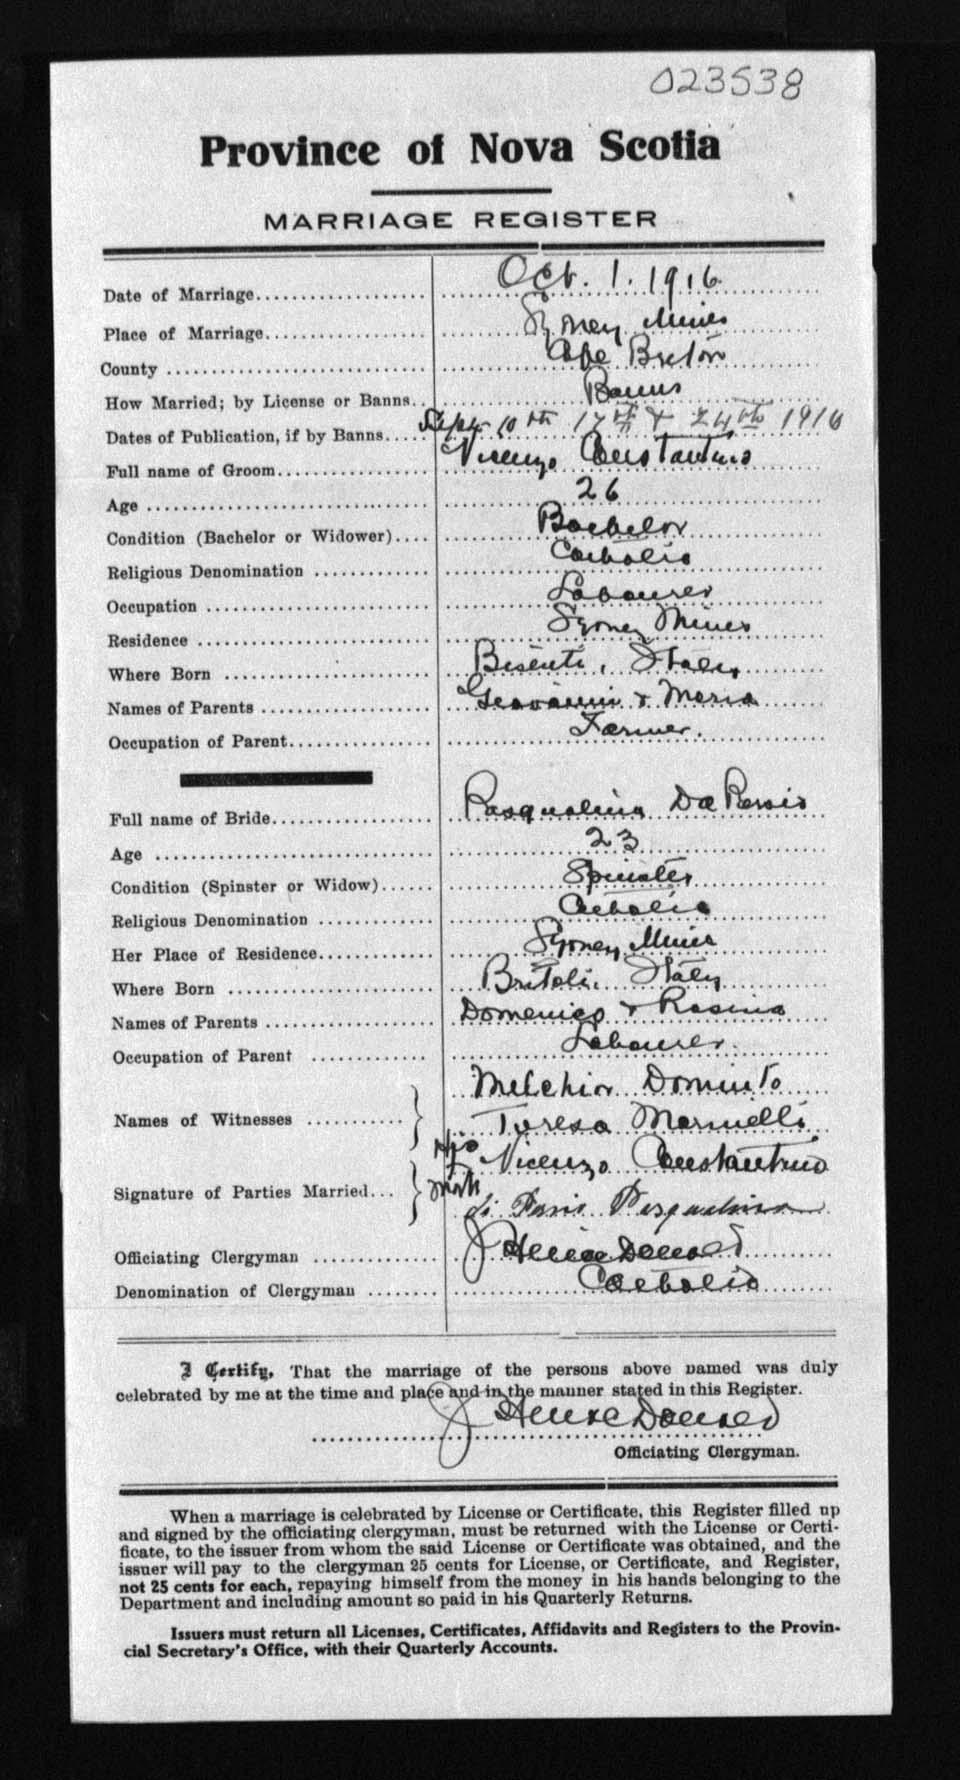 023538
Province of Nova Scotia
MARRIAGE REGISTER
Date of Marriage.................... Oct. 1. 1916
Place of Marriage................... Sydney Mines
County .............................. Cape Breton
How Married; by License or Banns.. Banns
Dates of Publication, if by Banns..... Sept 10th 17th & 24th 1916
Full name of Groom.................. Vicenzo Constantino
Age ................................. 26
Condition (Bachelor or Widower).... Bachelor
Religious Denomination .............. Catholic
Occupation .......................... Labourer
Residence ........................... Sydney Mines
Where Born ......................... Bisenti, Italy
Names of Parents .................... Geovanni & Maria
Occupation of Parent................. Farmer.
Full name of Bride................... Pasqualina
Age ................................. 23
Condition (Spinster or Widow)...... Spinster
Religious Denomination .............. Catholic
Her Place of Residence.............. Sydney Mines
Where Born ......................... Italy
Names of Parents .................... Domenico & Rosina
Occupation of Parent .............. Labourer.
Names of Witnesses ........... Melchior Dominto
Teresa Marinelli
Signature of Parties Married... his Vicenzo Constantino
mark
Officiating Clergyman ..............
Denomination of Clergyman ........ Catholic
I Certify, That the marriage of the persons above named was duly
celebrated by me at the time and place and in the manner stated in this Register.
Officiating Clergyman.
When a marriage is celebrated by License or Certificate, this Register filled up
and signed by the officiating clergyman, must be returned with the License or Certi-
ficate, to the issuer from whom the said License or Certificate was obtained, and the
issuer will pay to the clergyman 25 cents for License, or Certificate, and Register,
not 25 cents for each, repaying himself from the money in his hands belonging to the
Department and including amount so paid in his Quarterly Returns.
Issuers must return all Licenses, Certificates, Affidavits and Registers to the Provin-
cial Secretary's Office, with their Quarterly Accounts.